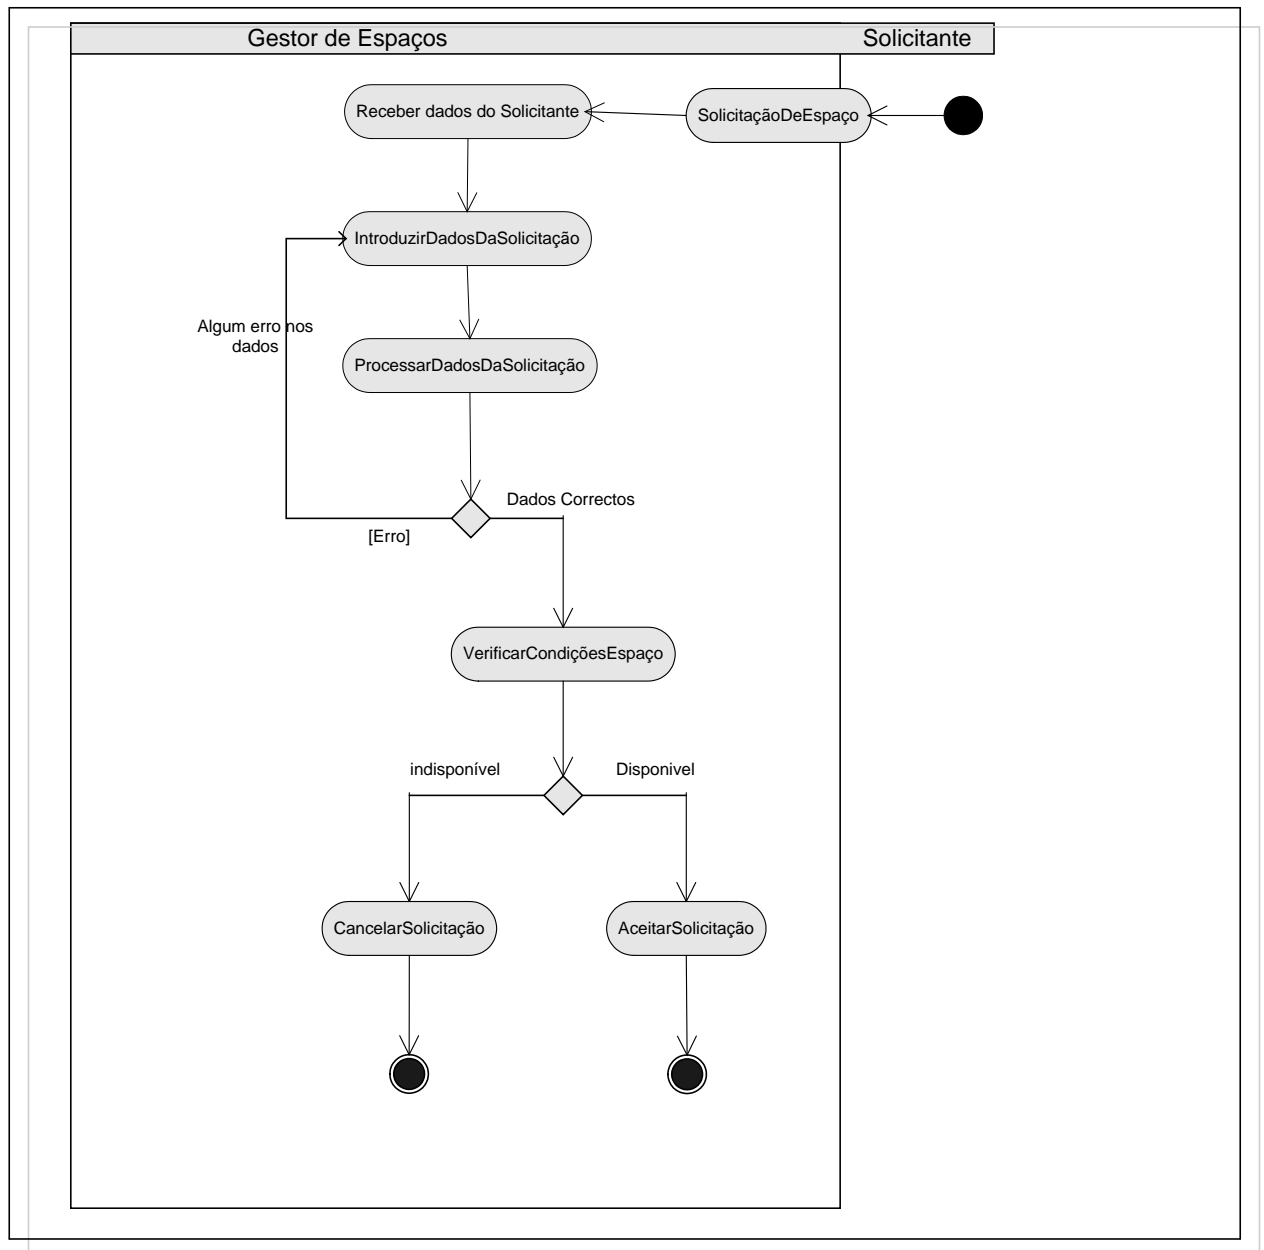 Gestor de Espaços
Solicitante
Receber dados do Solicitante
SolicitaçãoDeEspaço
IntroduzirDadosDaSolicitação
Algum erro nos
dados
ProcessarDadosDaSolicitação
Dados Correctos
[Erro]
VerificarCondiçõesEspaço
indisponível
Disponivel
CancelarSolicitação
AceitarSolicitação